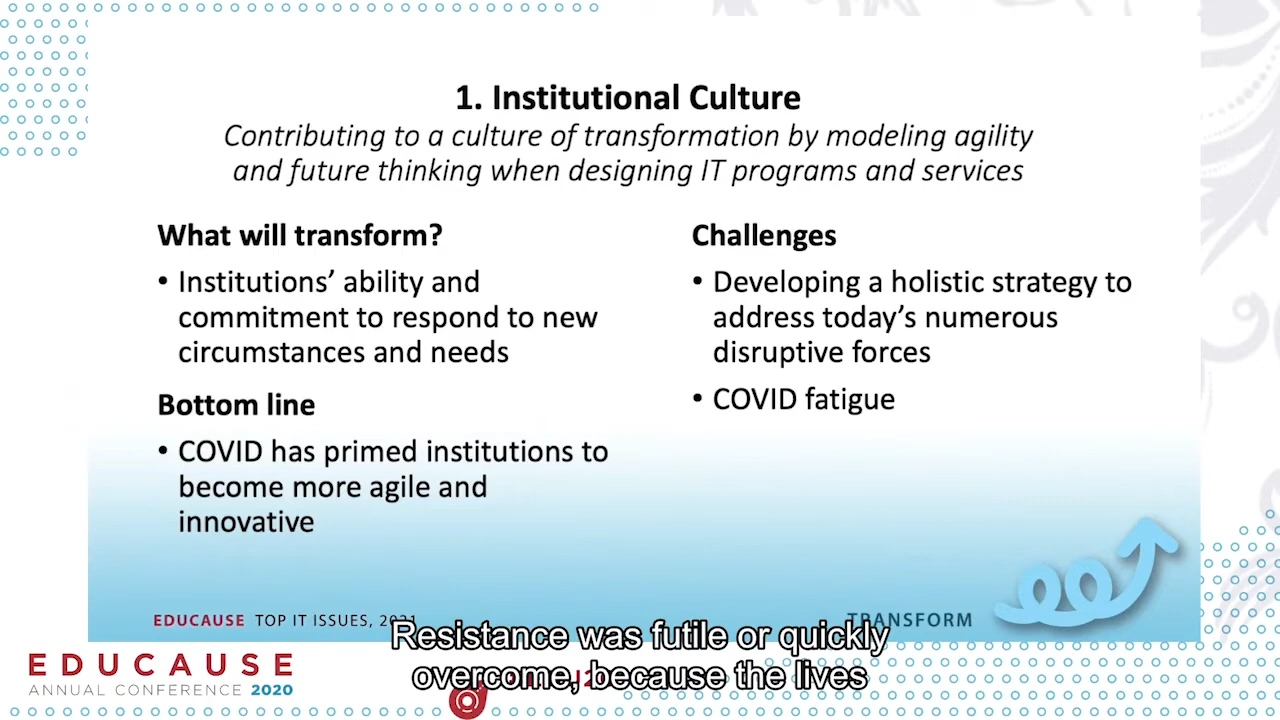 1. Institutional Culture
Contributing to a culture of transformation by modeling agility
and future thinking when designing IT programs and services
What will transform?
• Institutions’ ability and
commitment to respond to new
circumstances and needs
Bottom line
• COVID has primed institutions to
become more agile and
innovative
Challenges
• Developing a holistic strategy to
address today’s numerous
disruptive forces
• COVID fatigue
EDUCAUSE TOP IT ISSUES, 2021
TRANSFORM
Resistance was futile or quickly
overcome, because the lives
EDUCAUSE
ANNUAL CONFERENCE 2020